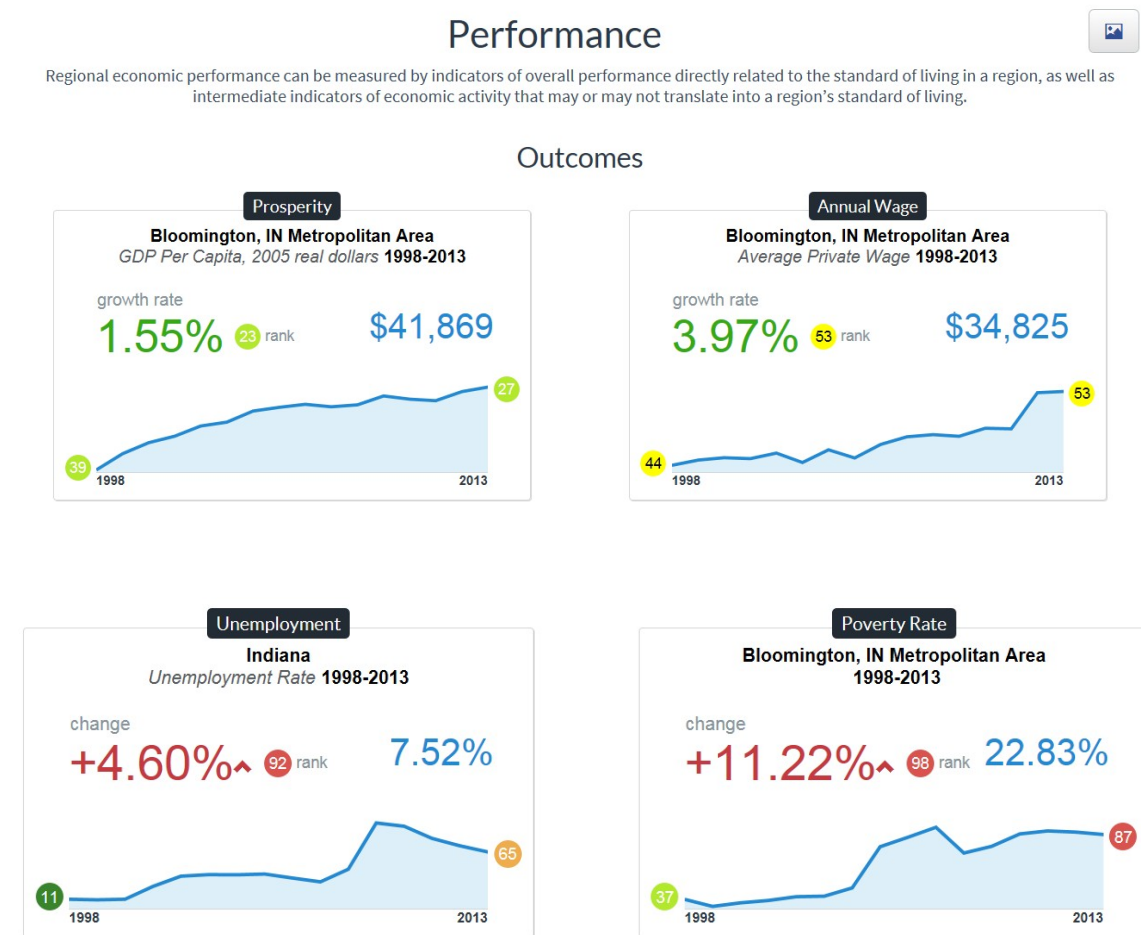 Performance
Regional economic performance can be measured by indicators of overall performance directly related to the standard of living in a region, as well as
intermediate indicators of economic activity that may or may not translate into a region's standard of living.
Outcomes
Prosperity
Bloomington, IN Metropolitan Area
GDP Per Capita, 2005 real dollars 1998-2013
growth rate
1.55% 23 rank $41,869
27
39
1998 2013
Annual Wage
Bloomington, IN Metropolitan Area
Average Private Wage 1998-2013
growth rate
3.97% 53 rank $34,825
53
44
1998 2013
Unemployment
Indiana
Unemployment Rate 1998-2013
change
+4.60% 92 rank 7.52%
65
11
1998 2013
Poverty Rate
Bloomington, IN Metropolitan Area
1998-2013
change
+11.22% 98 rank 22.83%
87
37
1998 2013